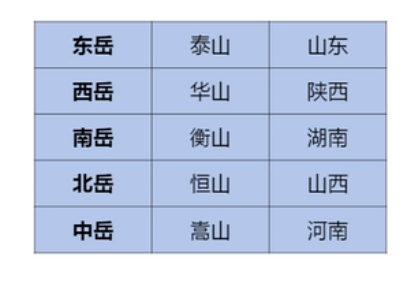 东岳 泰山 山东
西岳 华山 陕西
南岳 衡山 湖南
北岳 恒山 山西
中岳 嵩山 河南